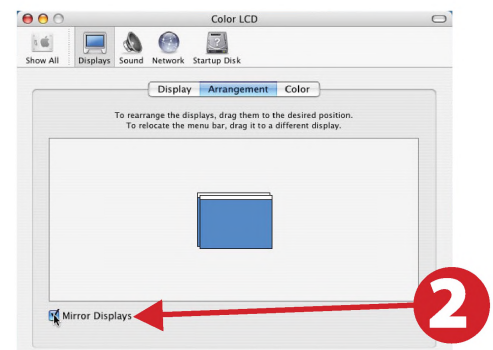 Color LCD
Show All Displays Sound Network Startup Disk
Display Arrangement Color
To rearrange the displays, drag them to the desired position.
To relocate the menu bar, drag it to a different display.
Mirror Displays
2